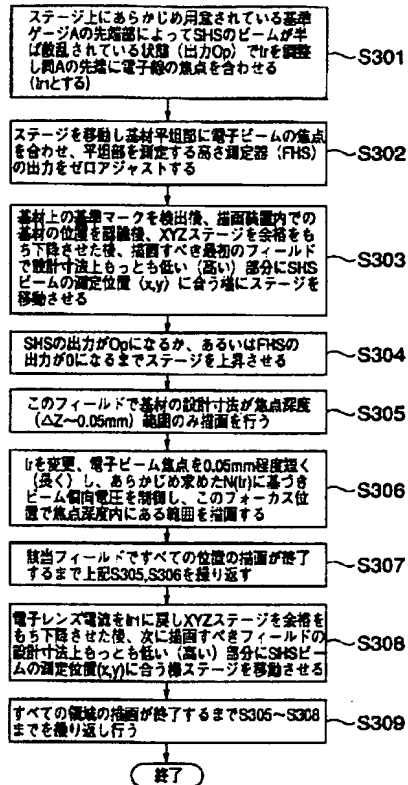 ステージ上にあらかじめ用意されている基準
ゲージAの先端部によってSHSのビームが半
ば散乱されている状態（出力Op）でIrを調整
し同Aの先端に電子線の焦点を合わせる
（Ir1とする）
S301
ステージを移動し基材平坦部に電子ビームの焦点
を合わせ、平坦部を測定する高さ測定器（FHS）
の出力をゼロアジャストする
S302
基材上の基準マークを検出後、描画装置内での
基材の位置を認識後、XYZステージを余裕をも
ち下降させた後、描画すべき最初のフィールド
で設計寸法上もっとも低い（高い）部分にSHS
ビームの測定位置（x,y）に合う様にステージを
移動させる
S303
SHSの出力がOpになるか、あるいはFHSの
出力が0になるまでステージを上昇させる
S304
このフィールドで基材の設計寸法が焦点深度
（△Z～0.05mm）範囲のみ描画を行う
S305
Irを変更、電子ビーム焦点を0.05mm程度短く
（長く）し、あらかじめ求めたN(Ir)に基づき
ビーム偏向電圧を制御し、このフォーカス位
置で焦点深度内にある範囲を描画する
S306
該当フィールドですべての位置の描画が終了
するまで上記S305,S306を繰り返す
S307
電子レンズ電流をIr1に戻しXYZステージを余裕を
もち下降させた後、次に描画すべきフィールドの
設計寸法上もっとも低い（高い）部分にSHSビー
ムの測定位置(x,y)に合う様ステージを移動させる
S308
すべての領域の描画が終了するまでS305～S308
までを繰り返し行う
S309
終了